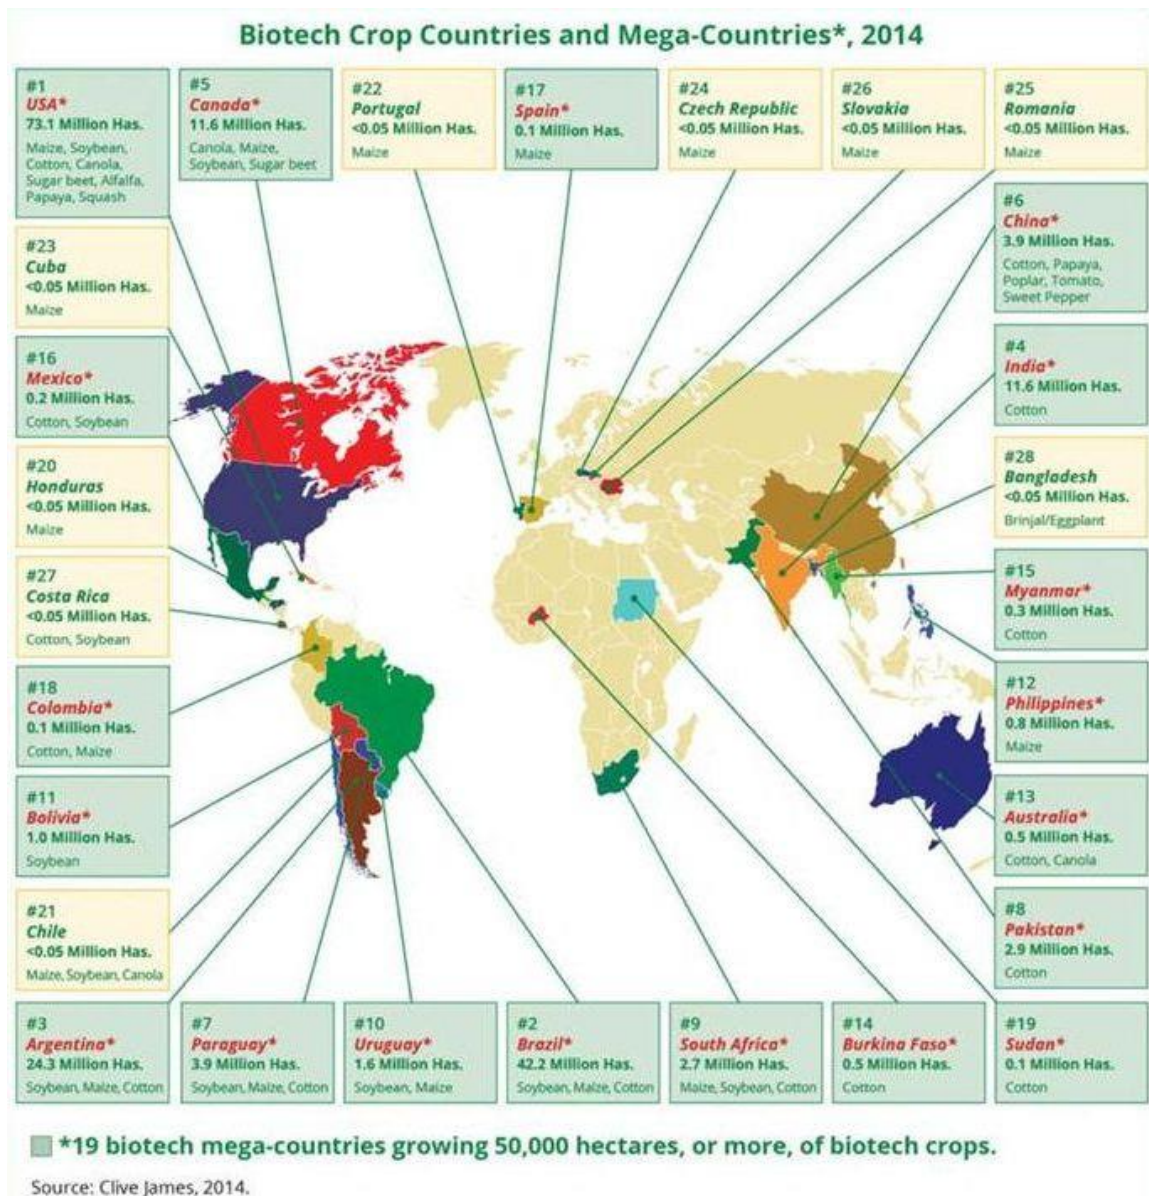 Biotech Crop Countries and Mega-Countries*, 2014
#1
USA*
73.1 Million Has.
Maize, Soybean,
Cotton, Canola,
Sugar beet, Alfalfa,
Papaya, Squash
#5
Canada*
11.6 Million Has.
Canola, Maize,
Soybean, Sugar beet
#22
Portugal
<0.05 Million Has.
Maize
#17
Spain*
0.1 Million Has.
Maize
#24
Czech Republic
<0.05 Million Has.
Maize
#26
Slovakia
<0.05 Million Has.
Maize
#25
Romania
<0.05 Million Has.
Maize
#23
Cuba
<0.05 Million Has.
Maize
#16
Mexico*
0.2 Million Has.
Cotton, Soybean
#20
Honduras
<0.05 Million Has.
Maize
#27
Costa Rica
<0.05 Million Has.
Cotton, Soybean
#18
Colombia*
0.1 Million Has.
Cotton, Maize
#11
Bolivia*
1.0 Million Has.
Soybean
#21
Chile
<0.05 Million Has.
Maize, Soybean, Canola
#6
China*
3.9 Million Has.
Cotton, Papaya,
Poplar, Tomato,
Sweet Pepper
#4
India*
11.6 Million Has.
Cotton
#28
Bangladesh
<0.05 Million Has.
Brinjal/Eggplant
#15
Myanmar*
0.3 Million Has.
Cotton
#12
Philippines*
0.8 Million Has.
Maize
#13
Australia*
0.5 Million Has.
Cotton, Canola
#8
Pakistan*
2.9 Million Has.
Cotton
#3
Argentina*
24.3 Million Has.
Soybean, Maize, Cotton
#7
Paraguay*
3.9 Million Has.
Soybean, Maize, Cotton
#10
Uruguay*
1.6 Million Has.
Soybean, Maize
#2
Brazil*
42.2 Million Has.
Soybean, Maize, Cotton
#9
South Africa*
2.7 Million Has.
Maize, Soybean, Cotton
#14
Burkina Faso*
0.5 Million Has.
Cotton
#19
Sudan*
0.1 Million Has.
Cotton
*19 biotech mega-countries growing 50,000 hectares, or more, of biotech crops.
Source: Clive James, 2014.